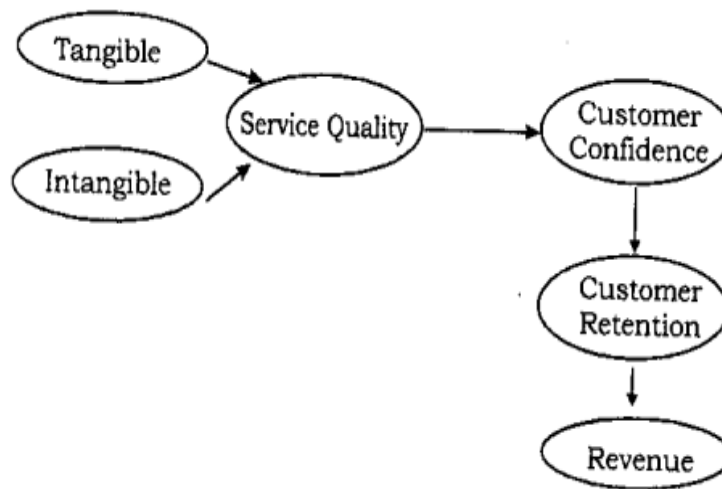 Tangible
Service Quality
Intangible
Customer
Confidence
Customer
Retention
Revenue